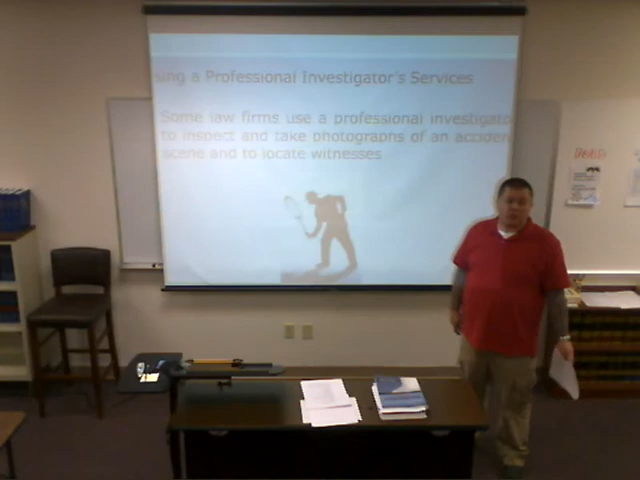 sing a Professional Investigator's Services
Some law firms use a professional investigato
to inspect and take photographs of an acciden
scene and to locate witnesses